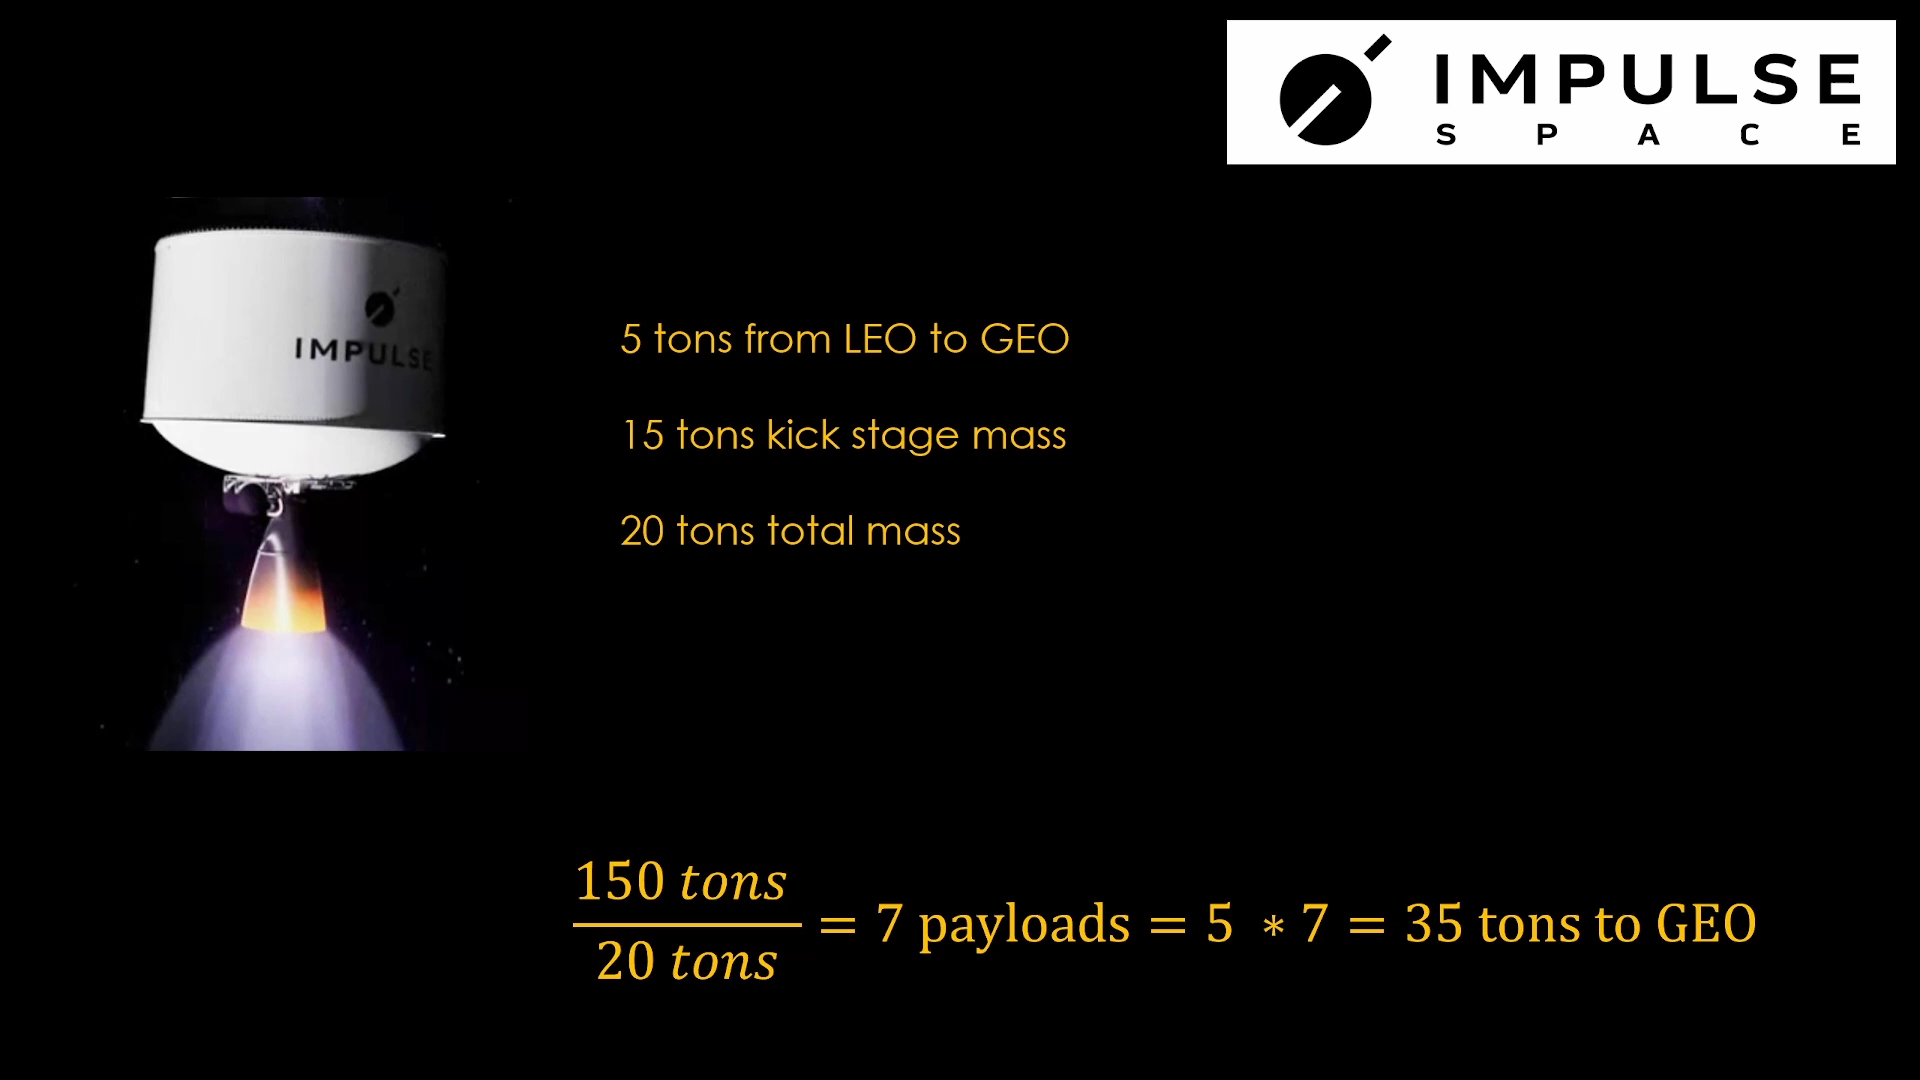 IMPULSE
SPACE
IMPULSE
5 tons from LEO to GEO
15 tons kick stage mass
20 tons total mass
150 tons
20 tons
= 7 payloads = 5 * 7 = 35 tons to GEO